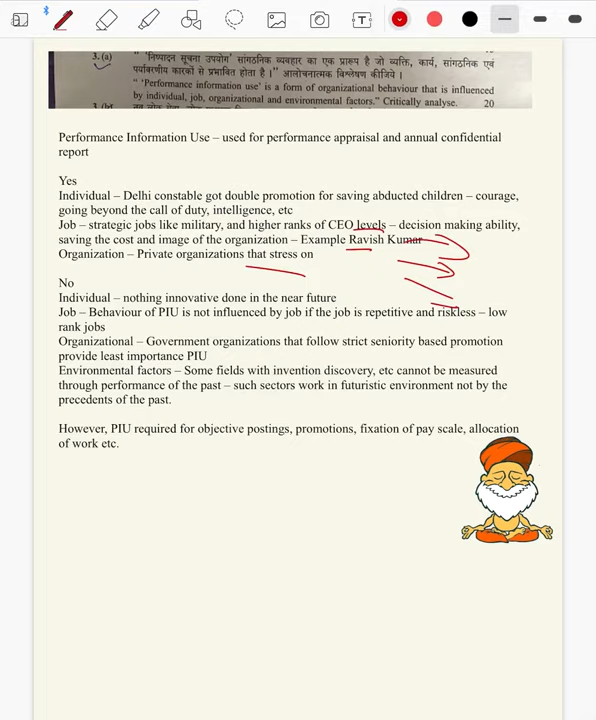 3. (a) " 'निष्पादन सूचना उपयोग' सांगठनिक व्यवहार का एक प्रारूप है जो व्यक्ति, कार्य, सांगठनिक एवं
पर्यावरणीय कारकों से प्रभावित होता है ।" आलोचनात्मक विश्लेषण कीजिये ।
" 'Performance information use' is a form of organizational behaviour that is influenced
by individual, job, organizational and environmental factors." Critically analyse. 20
Performance Information Use – used for performance appraisal and annual confidential
report
Yes
Individual – Delhi constable got double promotion for saving abducted children – courage,
going beyond the call of duty, intelligence, etc
Job – strategic jobs like military, and higher ranks of CEO levels – decision making ability,
saving the cost and image of the organization – Example Ravish Kumar
Organization – Private organizations that stress on
No
Individual – nothing innovative done in the near future
Job – Behaviour of PIU is not influenced by job if the job is repetitive and riskless – low
rank jobs
Organizational – Government organizations that follow strict seniority based promotion
provide least importance PIU
Environmental factors – Some fields with invention discovery, etc cannot be measured
through performance of the past – such sectors work in futuristic environment not by the
precedents of the past.
However, PIU required for objective postings, promotions, fixation of pay scale, allocation
of work etc.